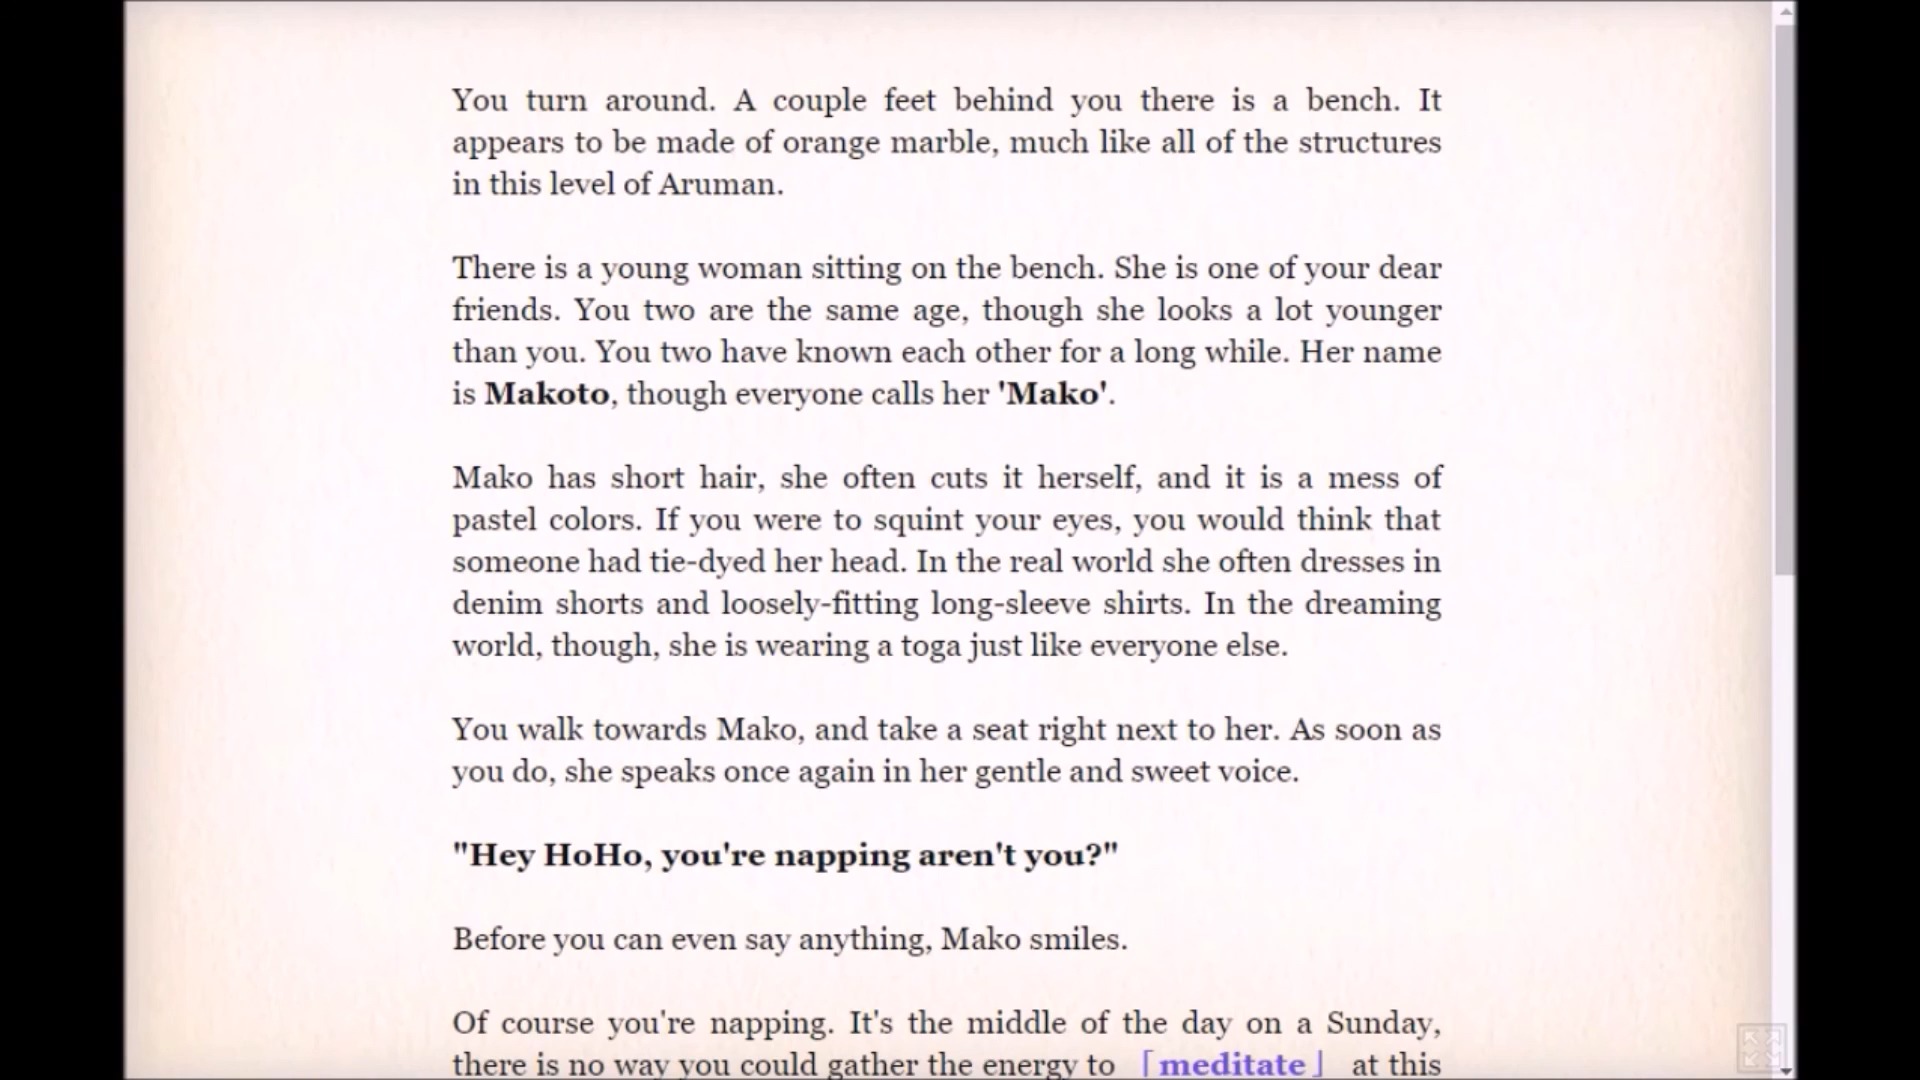 You turn around. A couple feet behind you there is a bench. It
appears to be made of orange marble, much like all of the structures
in this level of Aruman.
There is a young woman sitting on the bench. She is one of your dear
friends. You two are the same age, though she looks a lot younger
than you. You two have known each other for a long while. Her name
is Makoto, though everyone calls her 'Mako'.
Mako has short hair, she often cuts it herself, and it is a mess of
pastel colors. If you were to squint your eyes, you would think that
someone had tie-dyed her head. In the real world she often dresses in
denim shorts and loosely-fitting long-sleeve shirts. In the dreaming
world, though, she is wearing a toga just like everyone else.
You walk towards Mako, and take a seat right next to her. As soon as
you do, she speaks once again in her gentle and sweet voice.
"Hey HoHo, you're napping aren't you?"
Before you can even say anything, Mako smiles.
Of course you're napping. It's the middle of the day on a Sunday,
there is no way you could gather the energy to 「meditate」 at this